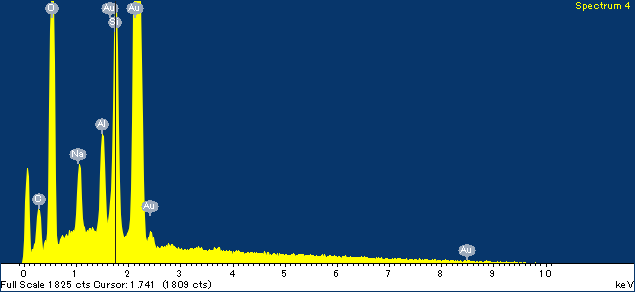 Spectrum 4
O Au Au
Si
Al
Na
C Au
Au
0 1 2 3 4 5 6 7 8 9 10
Full Scale 1825 cts Cursor: 1.741 (1809 cts) keV